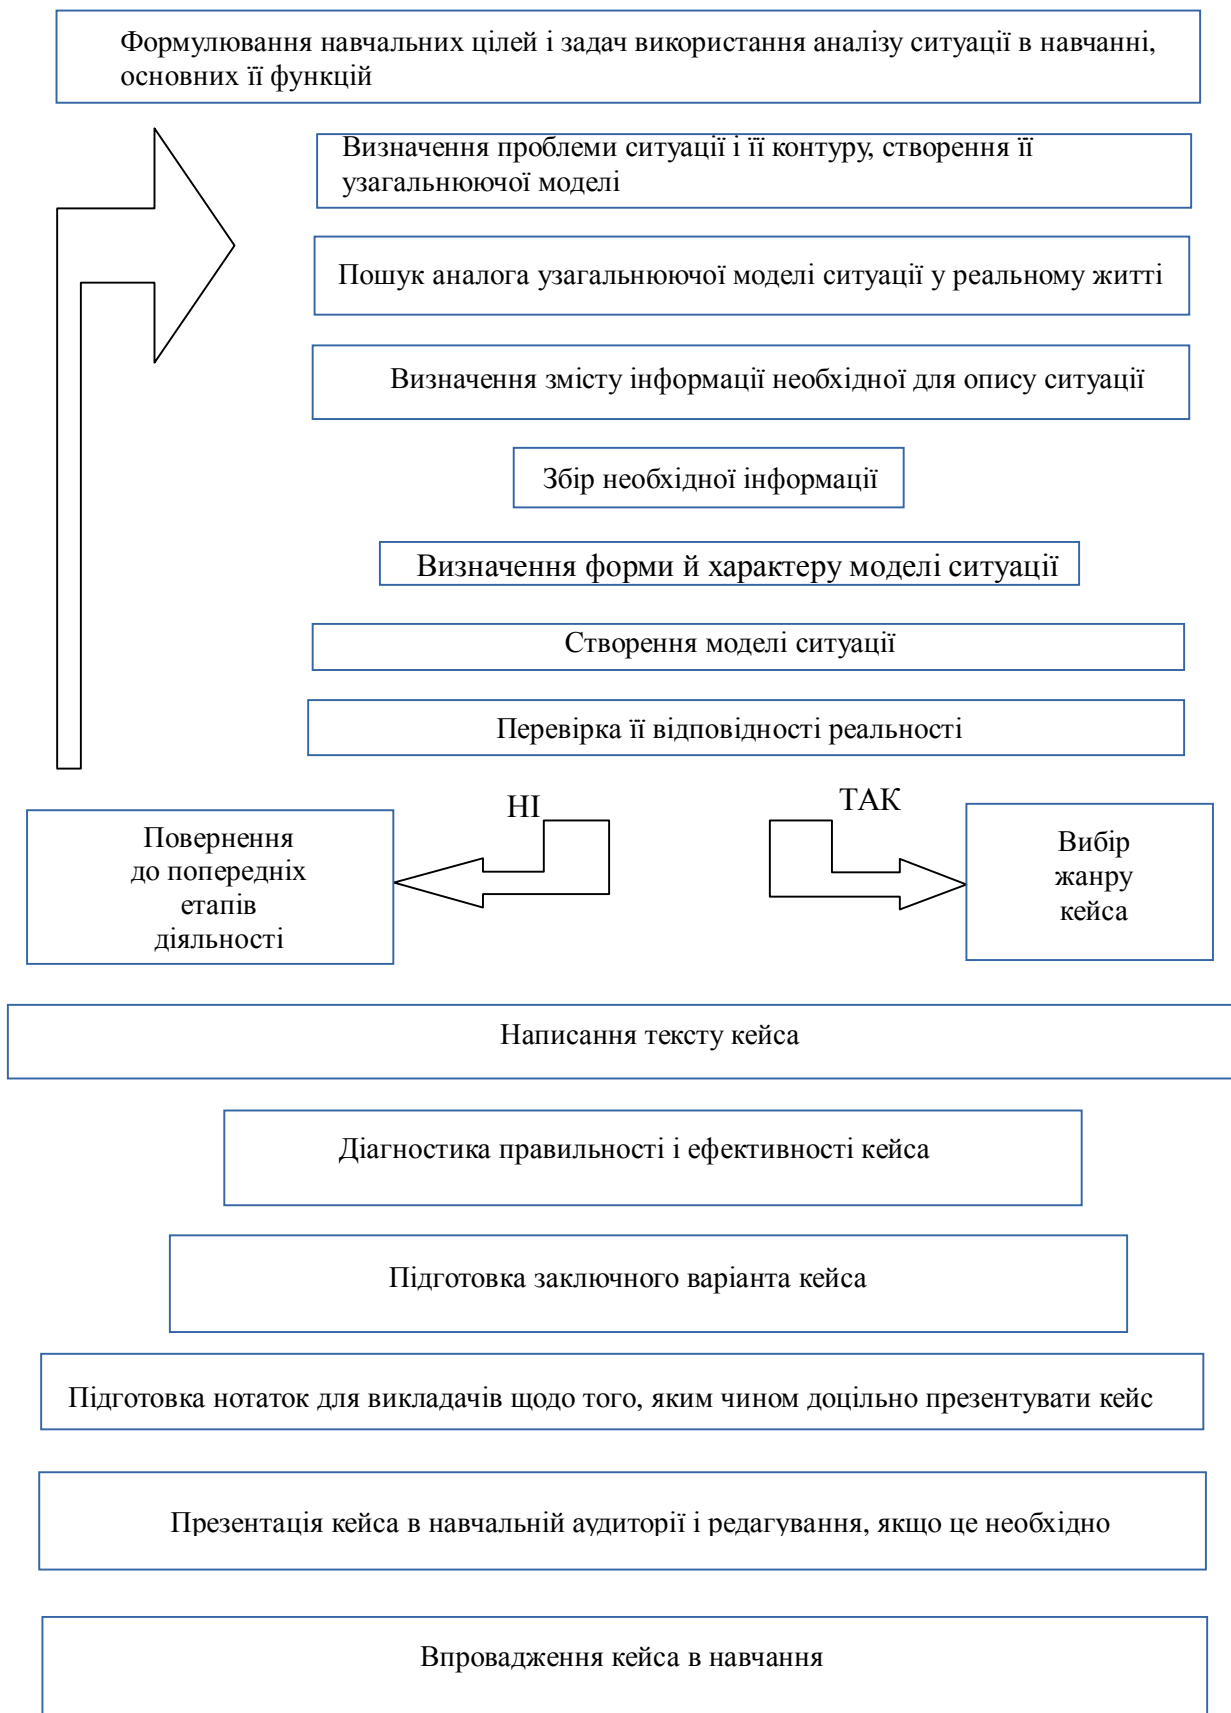 Формулювання навчальних цілей і задач використання аналізу ситуації в навчанні,
основних її функцій
Визначення проблеми ситуації і її контуру, створення її
узагальнюючої моделі
Пошук аналога узагальнюючої моделі ситуації у реальному житті
Визначення змісту інформації необхідної для опису ситуації
Збір необхідної інформації
Визначення форми й характеру моделі ситуації
Створення моделі ситуації
Перевірка її відповідності реальності
НІ
ТАК
Повернення
до попередніх
етапів
діяльності
Вибір
жанру
кейса
Написання тексту кейса
Діагностика правильності і ефективності кейса
Підготовка заключного варіанта кейса
Підготовка нотаток для викладачів щодо того, яким чином доцільно презентувати кейс
Презентація кейса в навчальній аудиторії і редагування, якщо це необхідно
Впровадження кейса в навчання